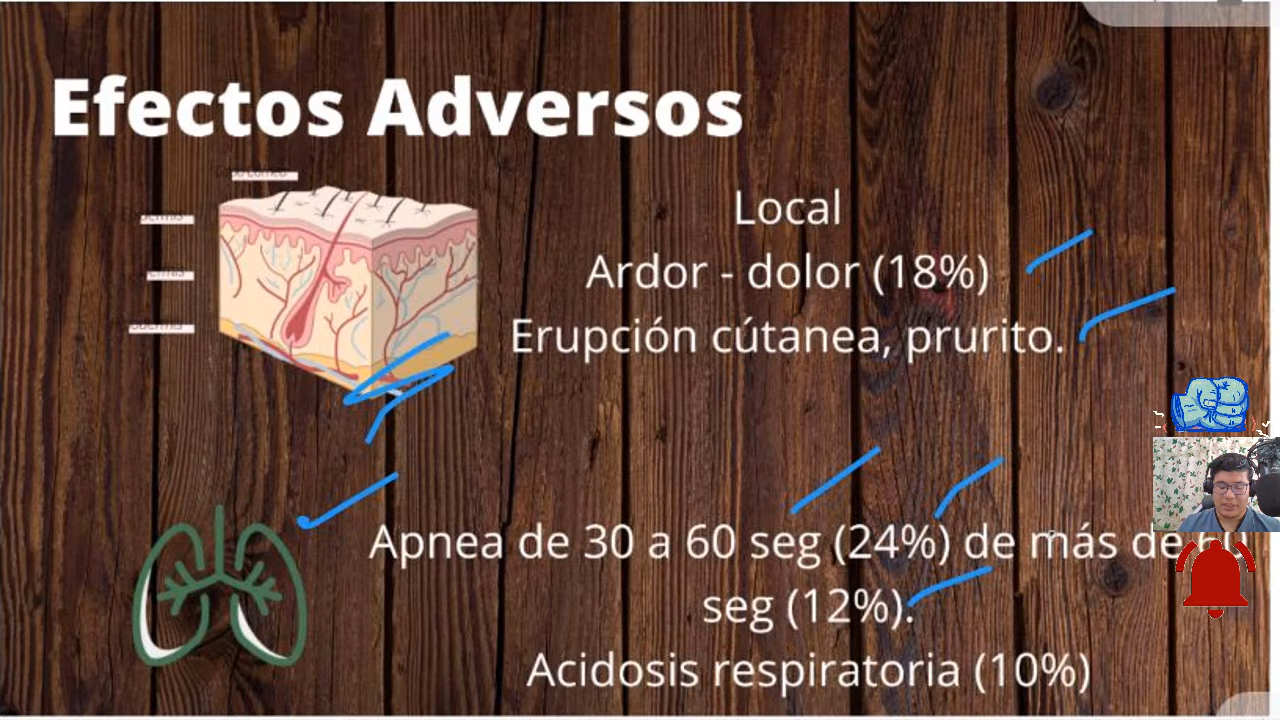 Efectos Adversos
Local
Ardor - dolor (18%)
Erupción cútanea, prurito.
Apnea de 30 a 60 seg (24%) de más de 60
seg (12%).
Acidosis respiratoria (10%)